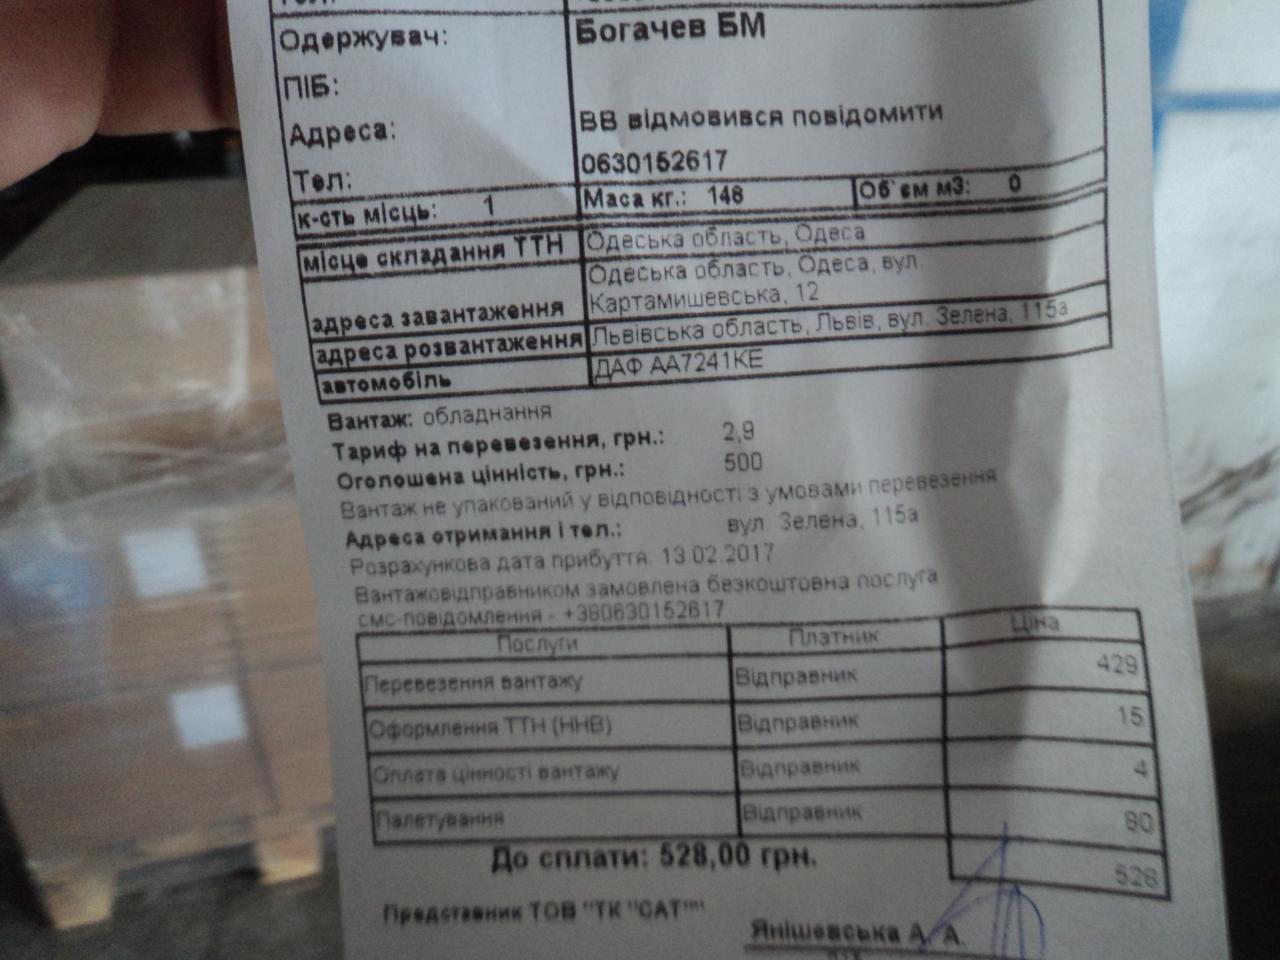 Одержувач: Богачев БМ
ПІБ:
Адреса: ВВ відмовився повідомити
Тел: 0630152617
к-сть місць: 1 Маса кг.: 148 Об`єм м3: 0
місце складання ТТН Одеська область, Одеса
адреса завантаження Одеська область, Одеса, вул.
Картамишевська, 12
адреса розвантаження Львівська область, Львів, вул. Зелена, 115а
автомобіль ДАФ АА7241КЕ
Вантаж: обладнання
Тариф на перевезення, грн.: 2,9
Оголошена цінність, грн.: 500
Вантаж не упакований у відповідності з умовами перевезення
Адреса отримання і тел.: вул. Зелена, 115а
Розрахункова дата прибуття: 13.02.2017
Вантажовідправником замовлена безкоштовна послуга
смс-повідомлення - +380630152617
Послуги Платник Ціна
Перевезення вантажу Відправник 429
Оформлення ТТН (ННВ) Відправник 15
Оплата цінності вантажу Відправник 4
Палетування Відправник 80
До сплати: 528,00 грн. 528
Представник ТОВ "ТК "САТ""
Янішевська А. А.